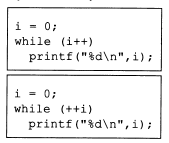 i = 0;
while (i++)
printf("%d\n",i);
i = 0;
while (++i)
printf("%d\n",i);